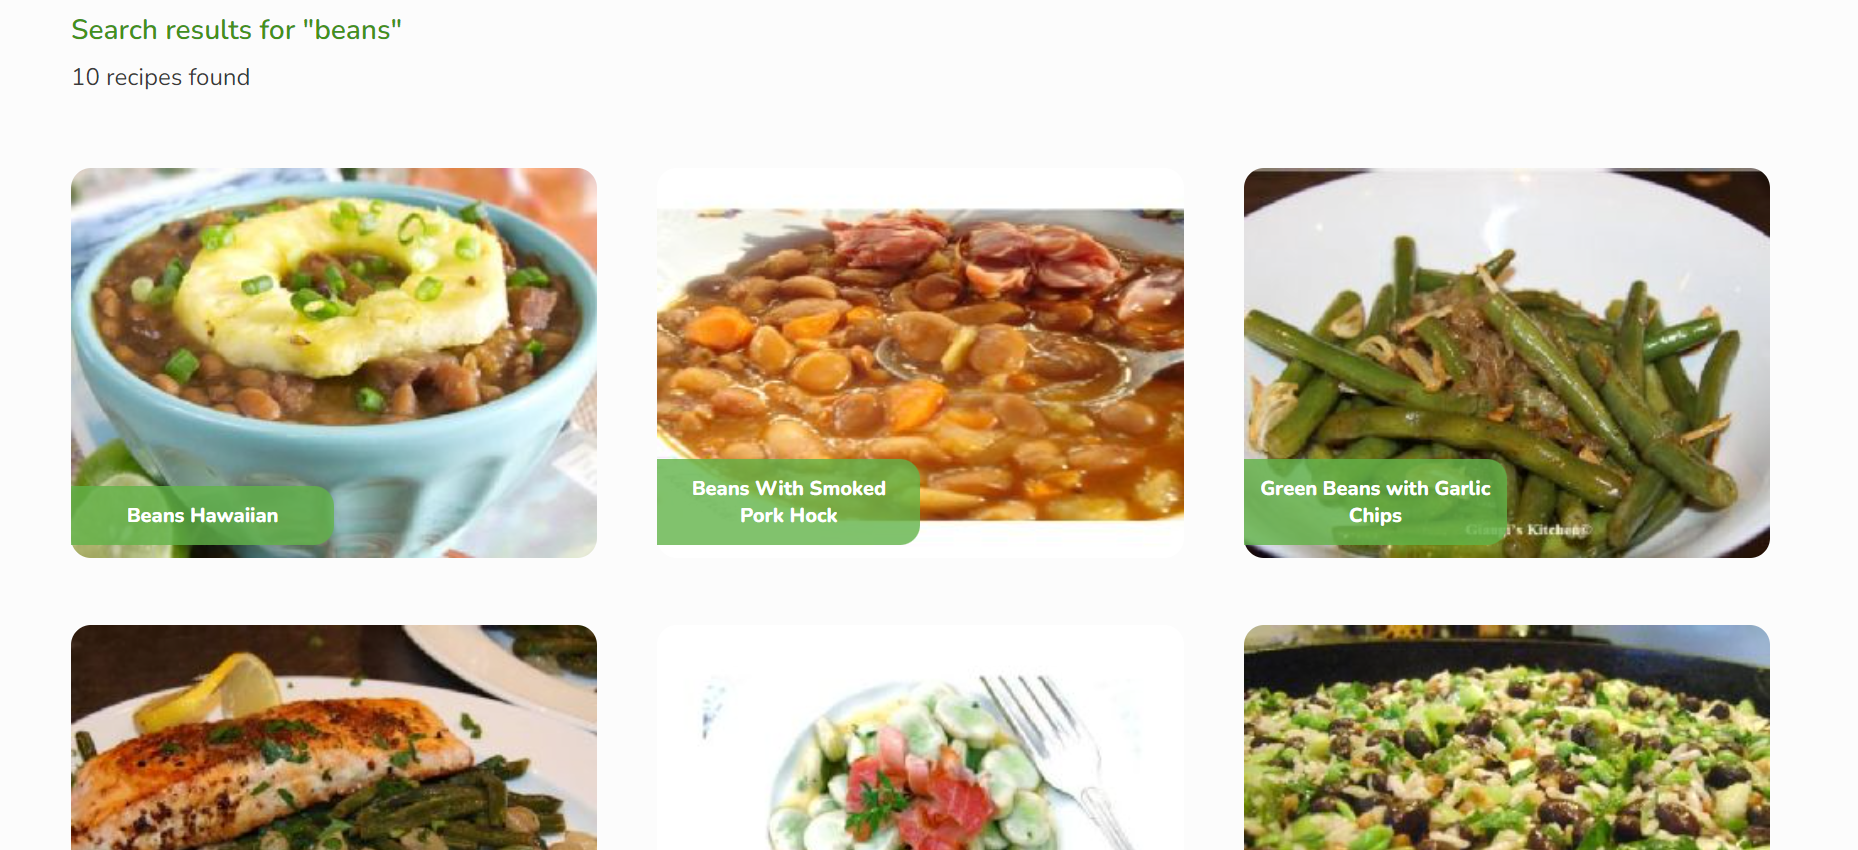 Search results for "beans"
10 recipes found
Beans Hawaiian
Beans With Smoked
Pork Hock
Green Beans with Garlic
Chips
Giangi's Kitchen©